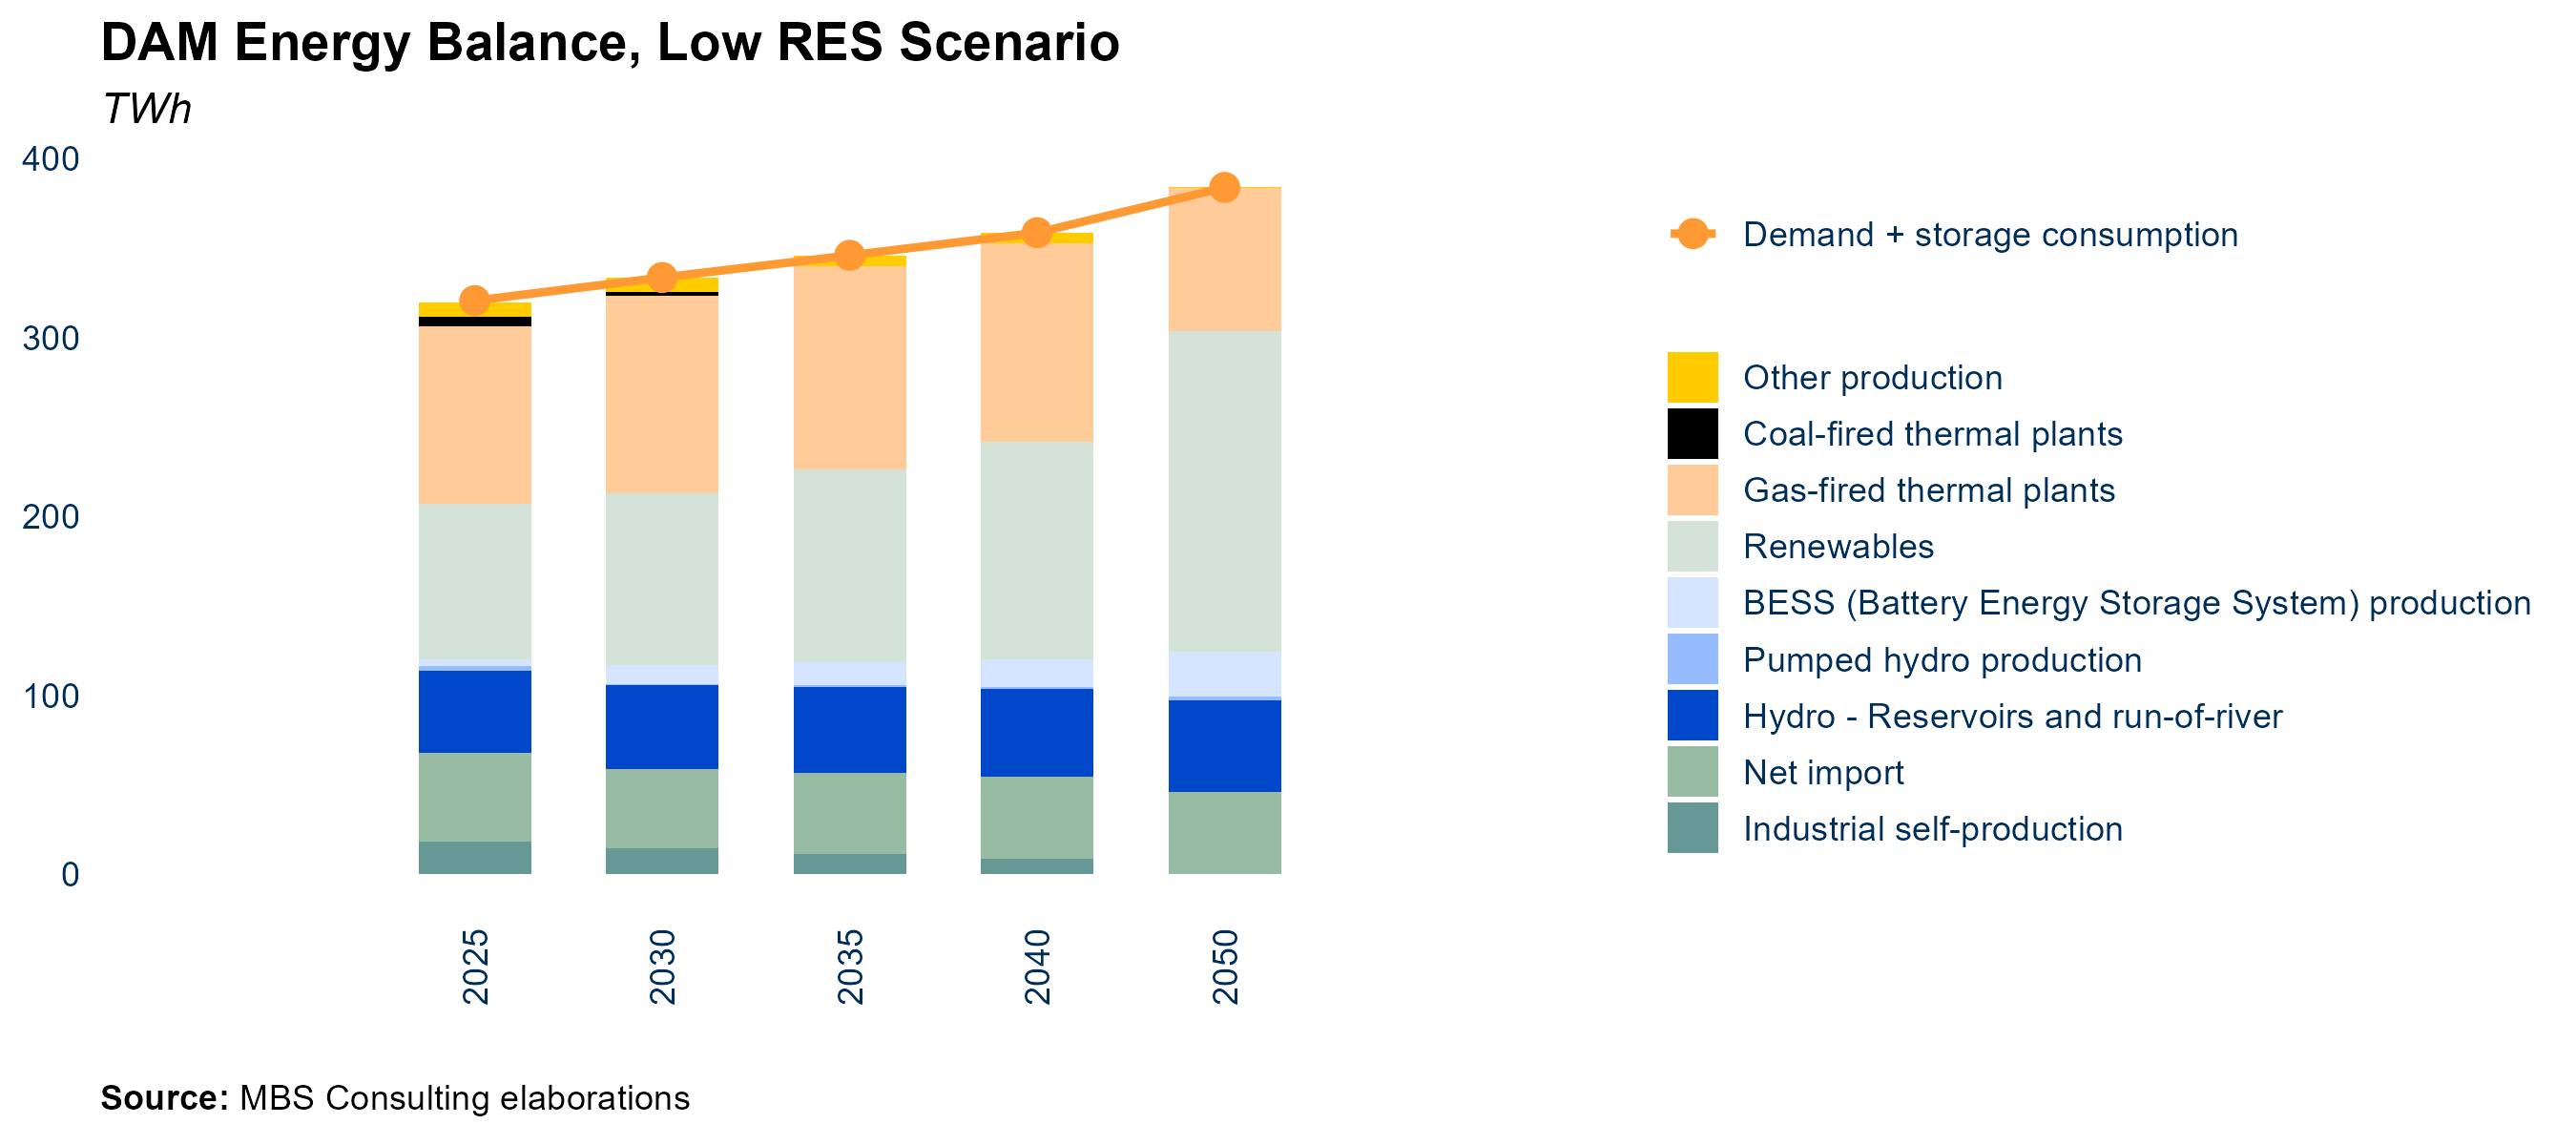 DAM Energy Balance, Low RES Scenario
TWh
400
300
200
100
0
2025
2030
2035
2040
2050
Demand + storage consumption
Other production
Coal-fired thermal plants
Gas-fired thermal plants
Renewables
BESS (Battery Energy Storage System) production
Pumped hydro production
Hydro - Reservoirs and run-of-river
Net import
Industrial self-production
Source: MBS Consulting elaborations